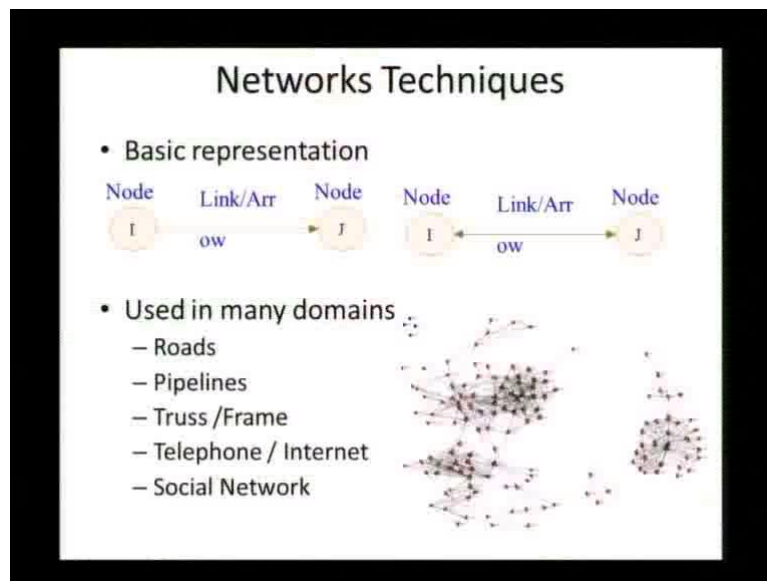 Networks Techniques
• Basic representation
Node Link/Arr Node
I ow J
Node Link/Arr Node
I ow J
• Used in many domains
– Roads
– Pipelines
– Truss /Frame
– Telephone / Internet
– Social Network